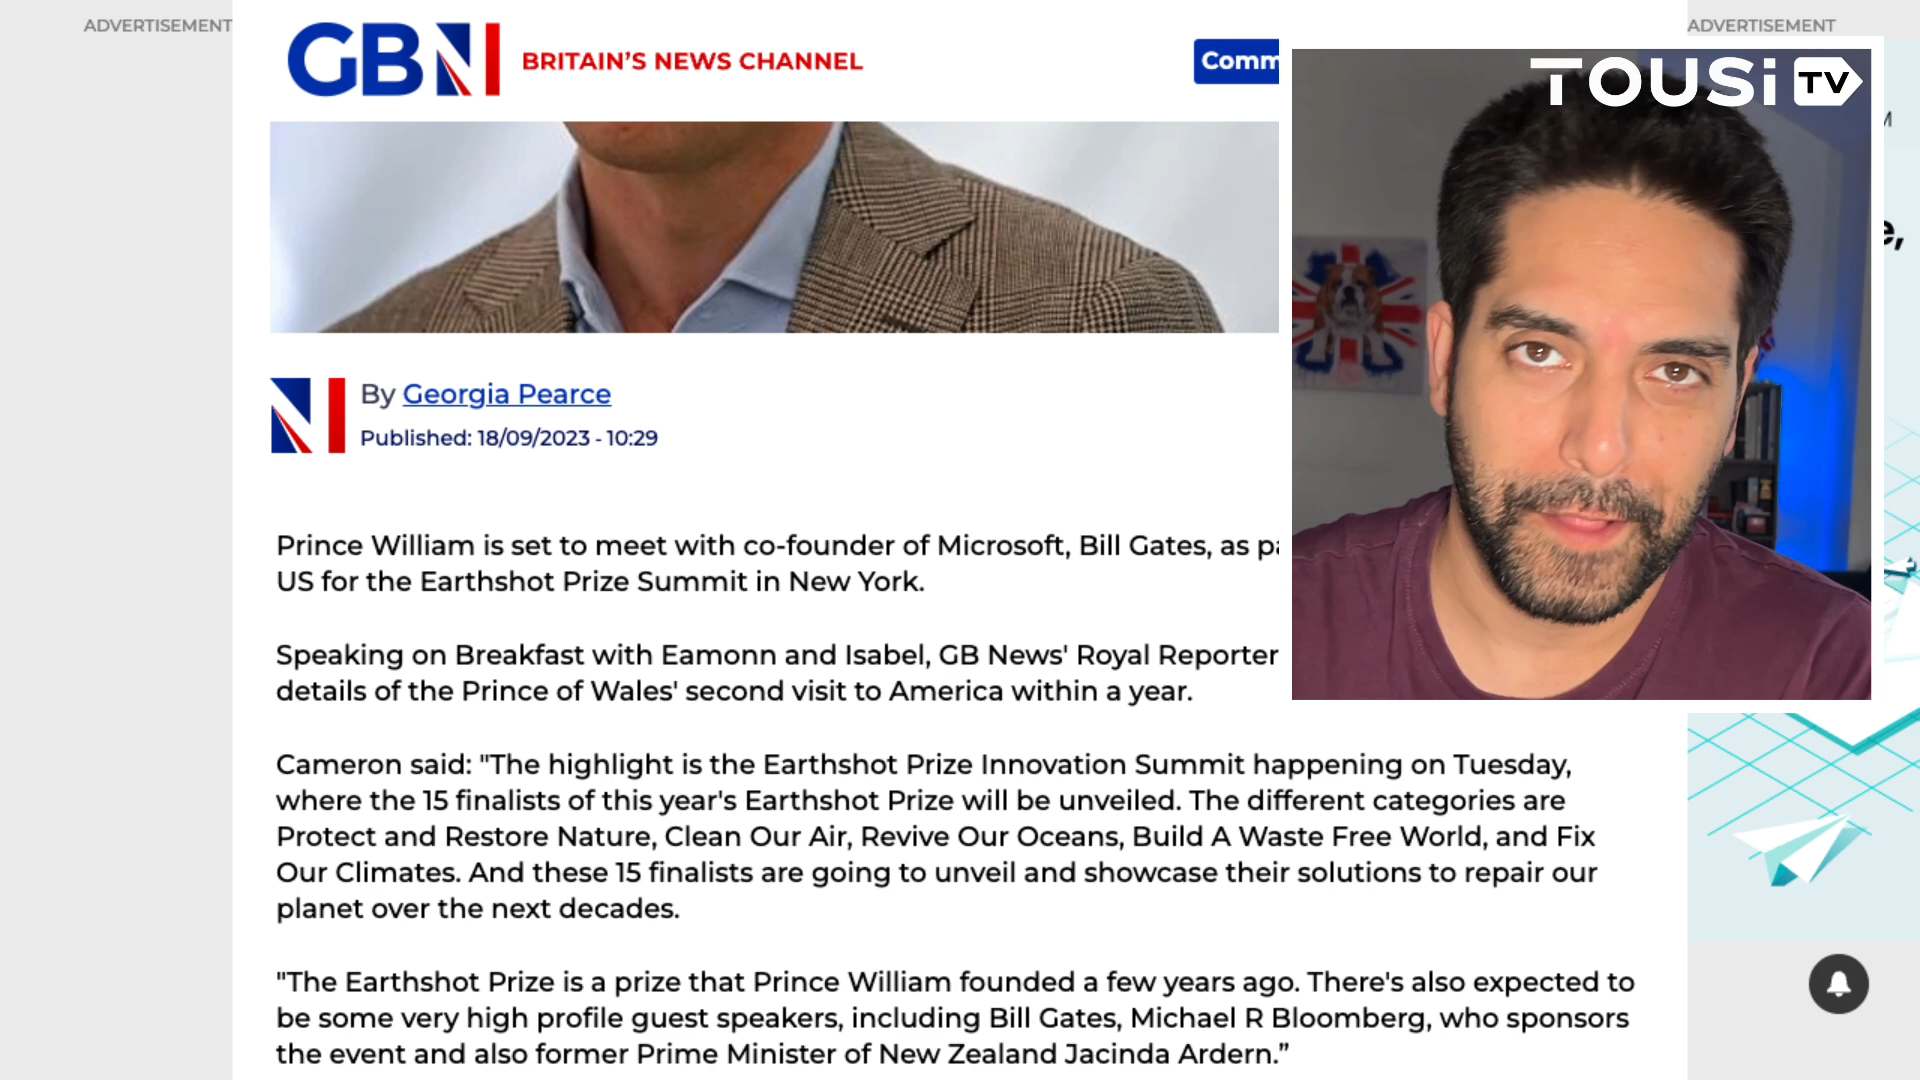 ADVERTISEMENT
ADVERTISEMENT
GBN
BRITAIN'S NEWS CHANNEL
TOUSi TV
By Georgia Pearce
Published: 18/09/2023 - 10:29
Prince William is set to meet with co-founder of Microsoft, Bill Gates, as
US for the Earthshot Prize Summit in New York.
Speaking on Breakfast with Eamonn and Isabel, GB News' Royal Reporter
details of the Prince of Wales' second visit to America within a year.
Cameron said: "The highlight is the Earthshot Prize Innovation Summit happening on Tuesday,
where the 15 finalists of this year's Earthshot Prize will be unveiled. The different categories are
Protect and Restore Nature, Clean Our Air, Revive Our Oceans, Build A Waste Free World, and Fix
Our Climates. And these 15 finalists are going to unveil and showcase their solutions to repair our
planet over the next decades.
"The Earthshot Prize is a prize that Prince William founded a few years ago. There's also expected to
be some very high profile guest speakers, including Bill Gates, Michael R Bloomberg, who sponsors
the event and also former Prime Minister of New Zealand Jacinda Ardern.”